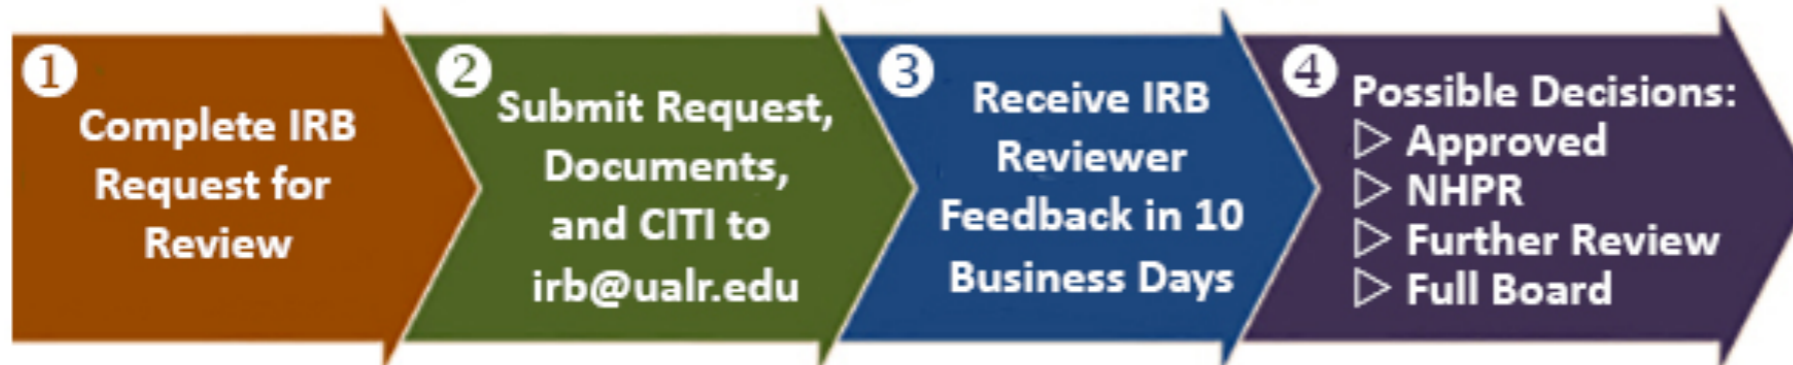 1
Complete IRB
Request for
Review
2
Submit Request,
Documents,
and CITI to
irb@ualr.edu
3
Receive IRB
Reviewer
Feedback in 10
Business Days
4
Possible Decisions:
▷ Approved
▷ NHPR
▷ Further Review
▷ Full Board